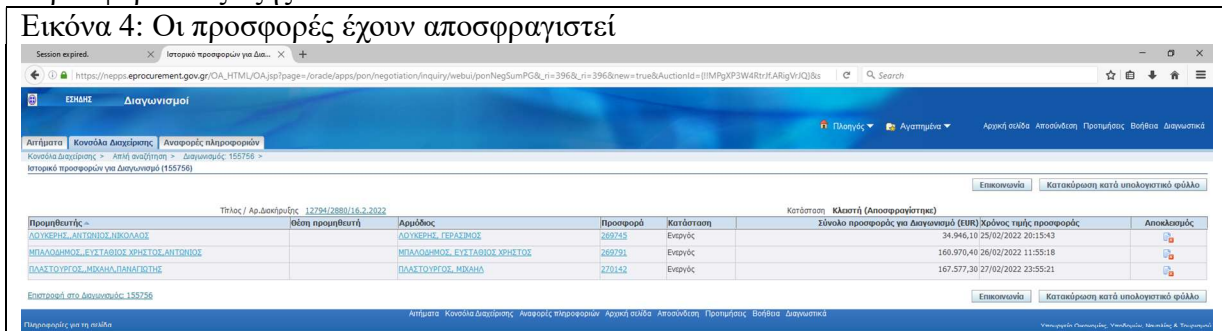 Εικόνα 4: Οι προσφορές έχουν αποσφραγιστεί
Session expired.
Ιστορικό προσφορών για Δια...
https://nepps.eprocurement.gov.gr/OA_HTML/OA.jsp?page=/oracle/apps/pon/negotiation/inquiry/webui/ponNegSumPG&_ri=396&_ri=396&new=true&AuctionId={!!MPgXP3W4RtrJf.ARigVrJQ}&s
Search
ΕΣΗΔΗΣ Διαγωνισμοί
Πλοηγός Αγαπημένα Αρχική σελίδα Αποσύνδεση Προτιμήσεις Βοήθεια Διαγνωστικά
Αιτήματα Κονσόλα Διαχείρισης Αναφορές πληροφοριών
Κονσόλα Διαχείρισης > Απλή αναζήτηση > Διαγωνισμός: 155756 >
Ιστορικό προσφορών για Διαγωνισμό (155756)
Επικοινωνία Κατακύρωση κατά υπολογιστικό φύλλο
Τίτλος / Αρ.Διακήρυξης 12794/2880/16.2.2022 Κατάσταση Κλειστή (Αποσφραγίστηκε)
Προμηθευτής Θέση προμηθευτή Αρμόδιος Προσφορά Κατάσταση Σύνολο προσφοράς για Διαγωνισμό (EUR) Χρόνος τιμής προσφοράς Αποκλεισμός
ΛΟΥΚΕΡΗΣ,,ΑΝΤΩΝΙΟΣ,ΝΙΚΟΛΑΟΣ ΛΟΥΚΕΡΗΣ, ΓΕΡΑΣΙΜΟΣ 269745 Ενεργός 34.946,10 25/02/2022 20:15:43
ΜΠΑΛΟΔΗΜΟΣ,,ΕΥΣΤΑΘΙΟΣ ΧΡΗΣΤΟΣ,ΑΝΤΩΝΙΟΣ ΜΠΑΛΟΔΗΜΟΣ, ΕΥΣΤΑΘΙΟΣ ΧΡΗΣΤΟΣ 269791 Ενεργός 160.970,40 26/02/2022 11:55:18
ΠΛΑΣΤΟΥΡΓΟΣ,,ΜΙΧΑΗΛ,ΠΑΝΑΓΙΩΤΗΣ ΠΛΑΣΤΟΥΡΓΟΣ, ΜΙΧΑΗΛ 270142 Ενεργός 167.577,30 27/02/2022 23:55:21
Επιστροφή στο Διαγωνισμός: 155756 Επικοινωνία Κατακύρωση κατά υπολογιστικό φύλλο
Αιτήματα Κονσόλα Διαχείρισης Αναφορές πληροφοριών Αρχική σελίδα Αποσύνδεση Προτιμήσεις Βοήθεια Διαγνωστικά
Πληροφορίες για τη σελίδα Υπουργείο Οικονομίας, Υποδομών, Ναυτιλίας & Τουρισμού